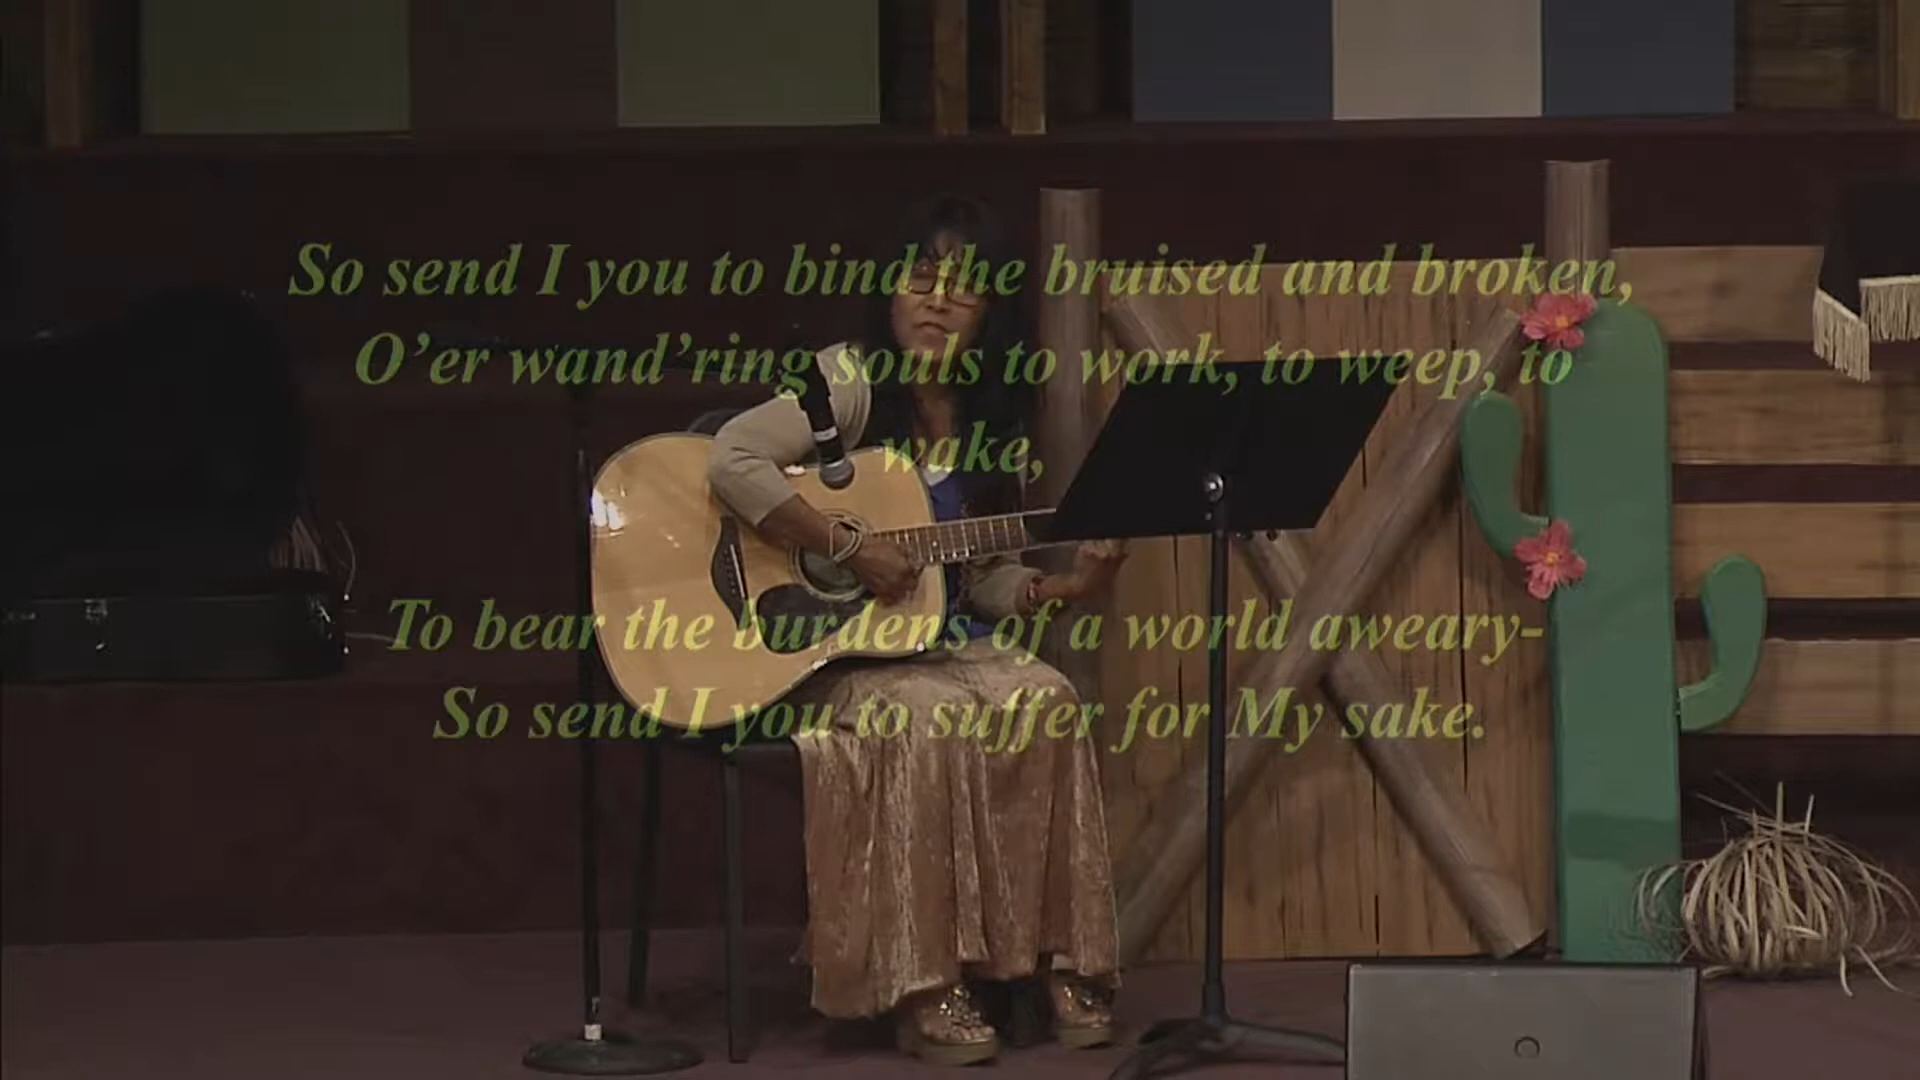 So send I you to bind the bruised and broken,
O’er wand’ring souls to work, to weep, to
wake,
To bear the burdens of a world aweary-
So send I you to suffer for My sake.